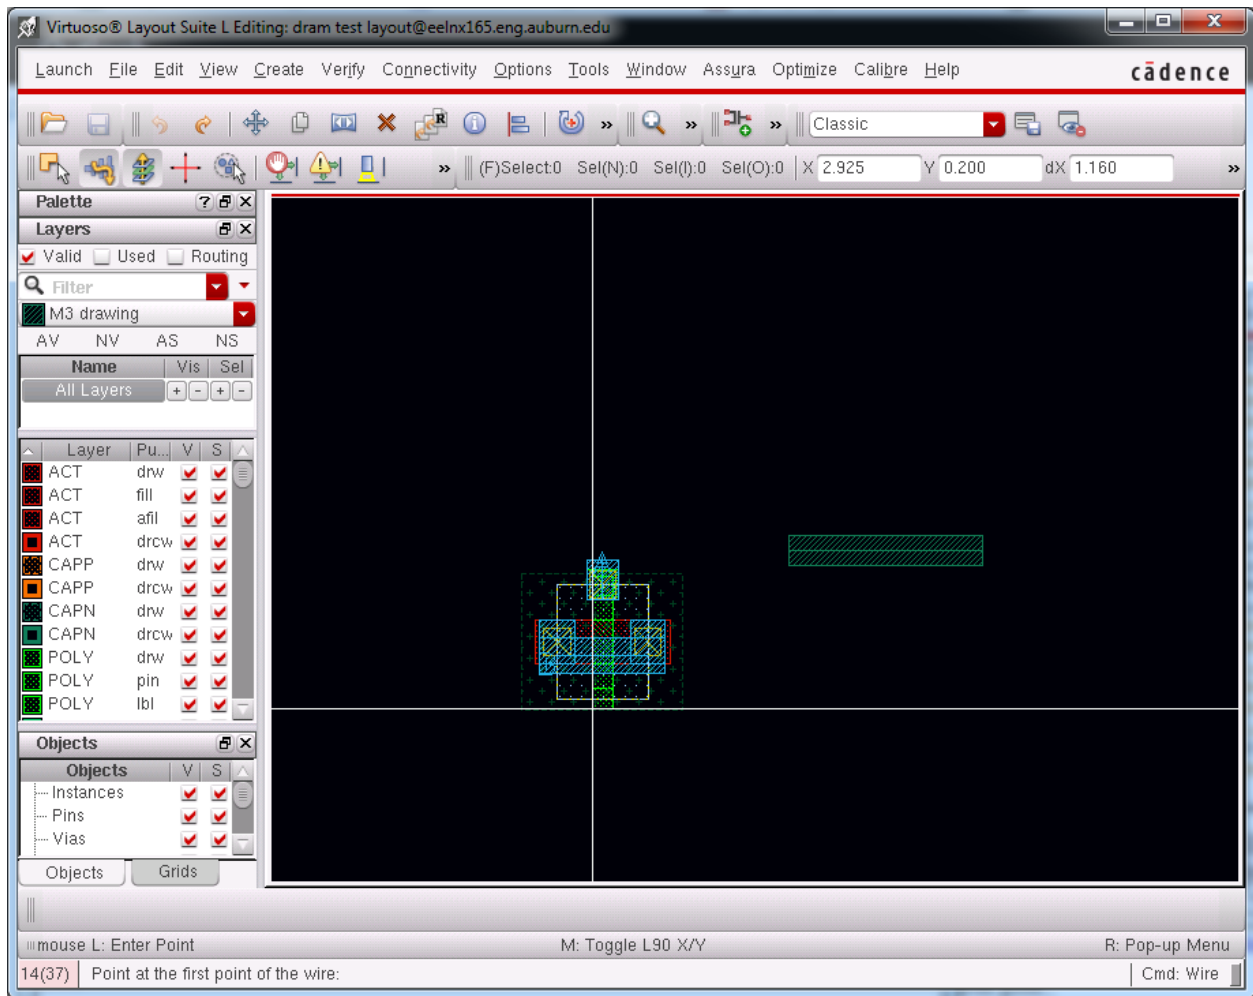 Virtuoso® Layout Suite L Editing: dram test layout@eelnx165.eng.auburn.edu
Launch File Edit View Create Verify Connectivity Options Tools Window Assura Optimize Calibre Help cādence
R » » » Classic
» (F)Select:0 Sel(N):0 Sel(I):0 Sel(O):0 X 2.925 Y 0.200 dX 1.160 »
Palette
Layers
Valid Used Routing
Filter
M3 drawing
AV NV AS NS
Name Vis Sel
All Layers + - + -
Layer Pu... V S
ACT drw
ACT fill
ACT afil
ACT drcw
CAPP drw
CAPP drcw
CAPN drw
CAPN drcw
POLY drw
POLY pin
POLY lbl
Objects
Objects V S
Instances
Pins
Vias
Objects Grids
mouse L: Enter Point M: Toggle L90 X/Y R: Pop-up Menu
14(37) Point at the first point of the wire: Cmd: Wire